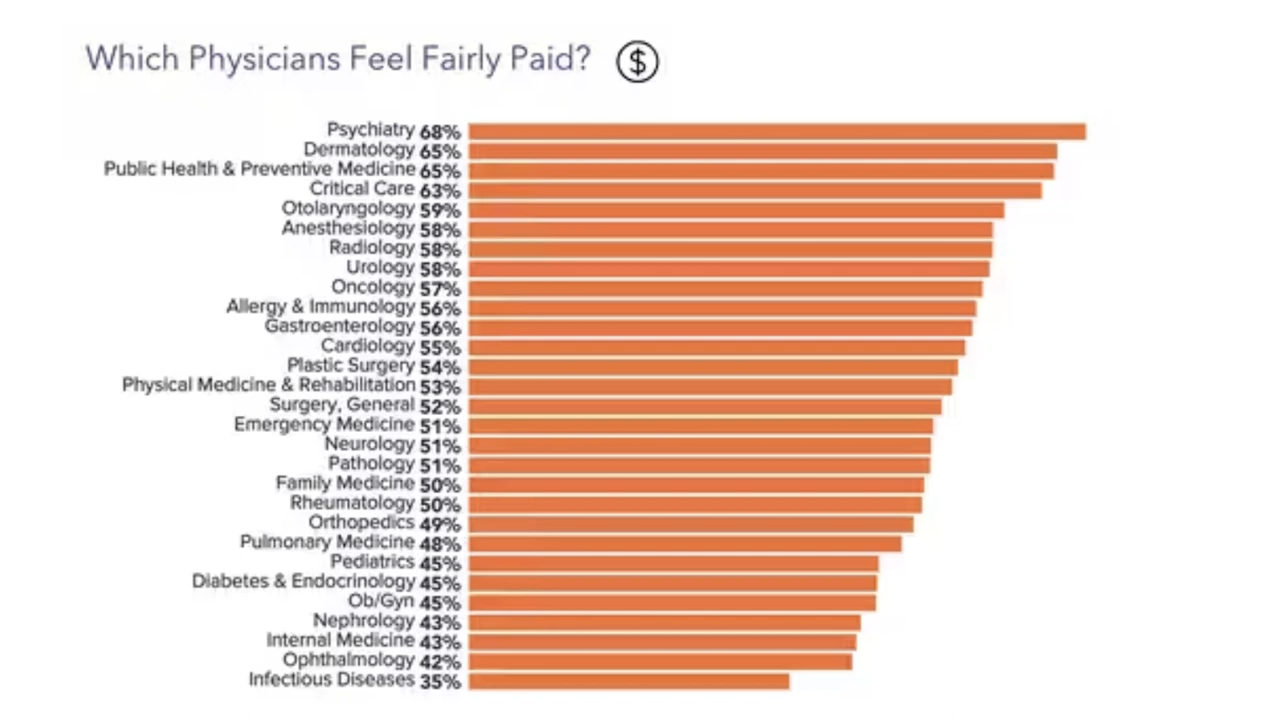 Which Physicians Feel Fairly Paid? $
Psychiatry 68%
Dermatology 65%
Public Health & Preventive Medicine 65%
Critical Care 63%
Otolaryngology 59%
Anesthesiology 58%
Radiology 58%
Urology 58%
Oncology 57%
Allergy & Immunology 56%
Gastroenterology 56%
Cardiology 55%
Plastic Surgery 54%
Physical Medicine & Rehabilitation 53%
Surgery, General 52%
Emergency Medicine 51%
Neurology 51%
Pathology 51%
Family Medicine 50%
Rheumatology 50%
Orthopedics 49%
Pulmonary Medicine 48%
Pediatrics 45%
Diabetes & Endocrinology 45%
Ob/Gyn 45%
Nephrology 43%
Internal Medicine 43%
Ophthalmology 42%
Infectious Diseases 35%